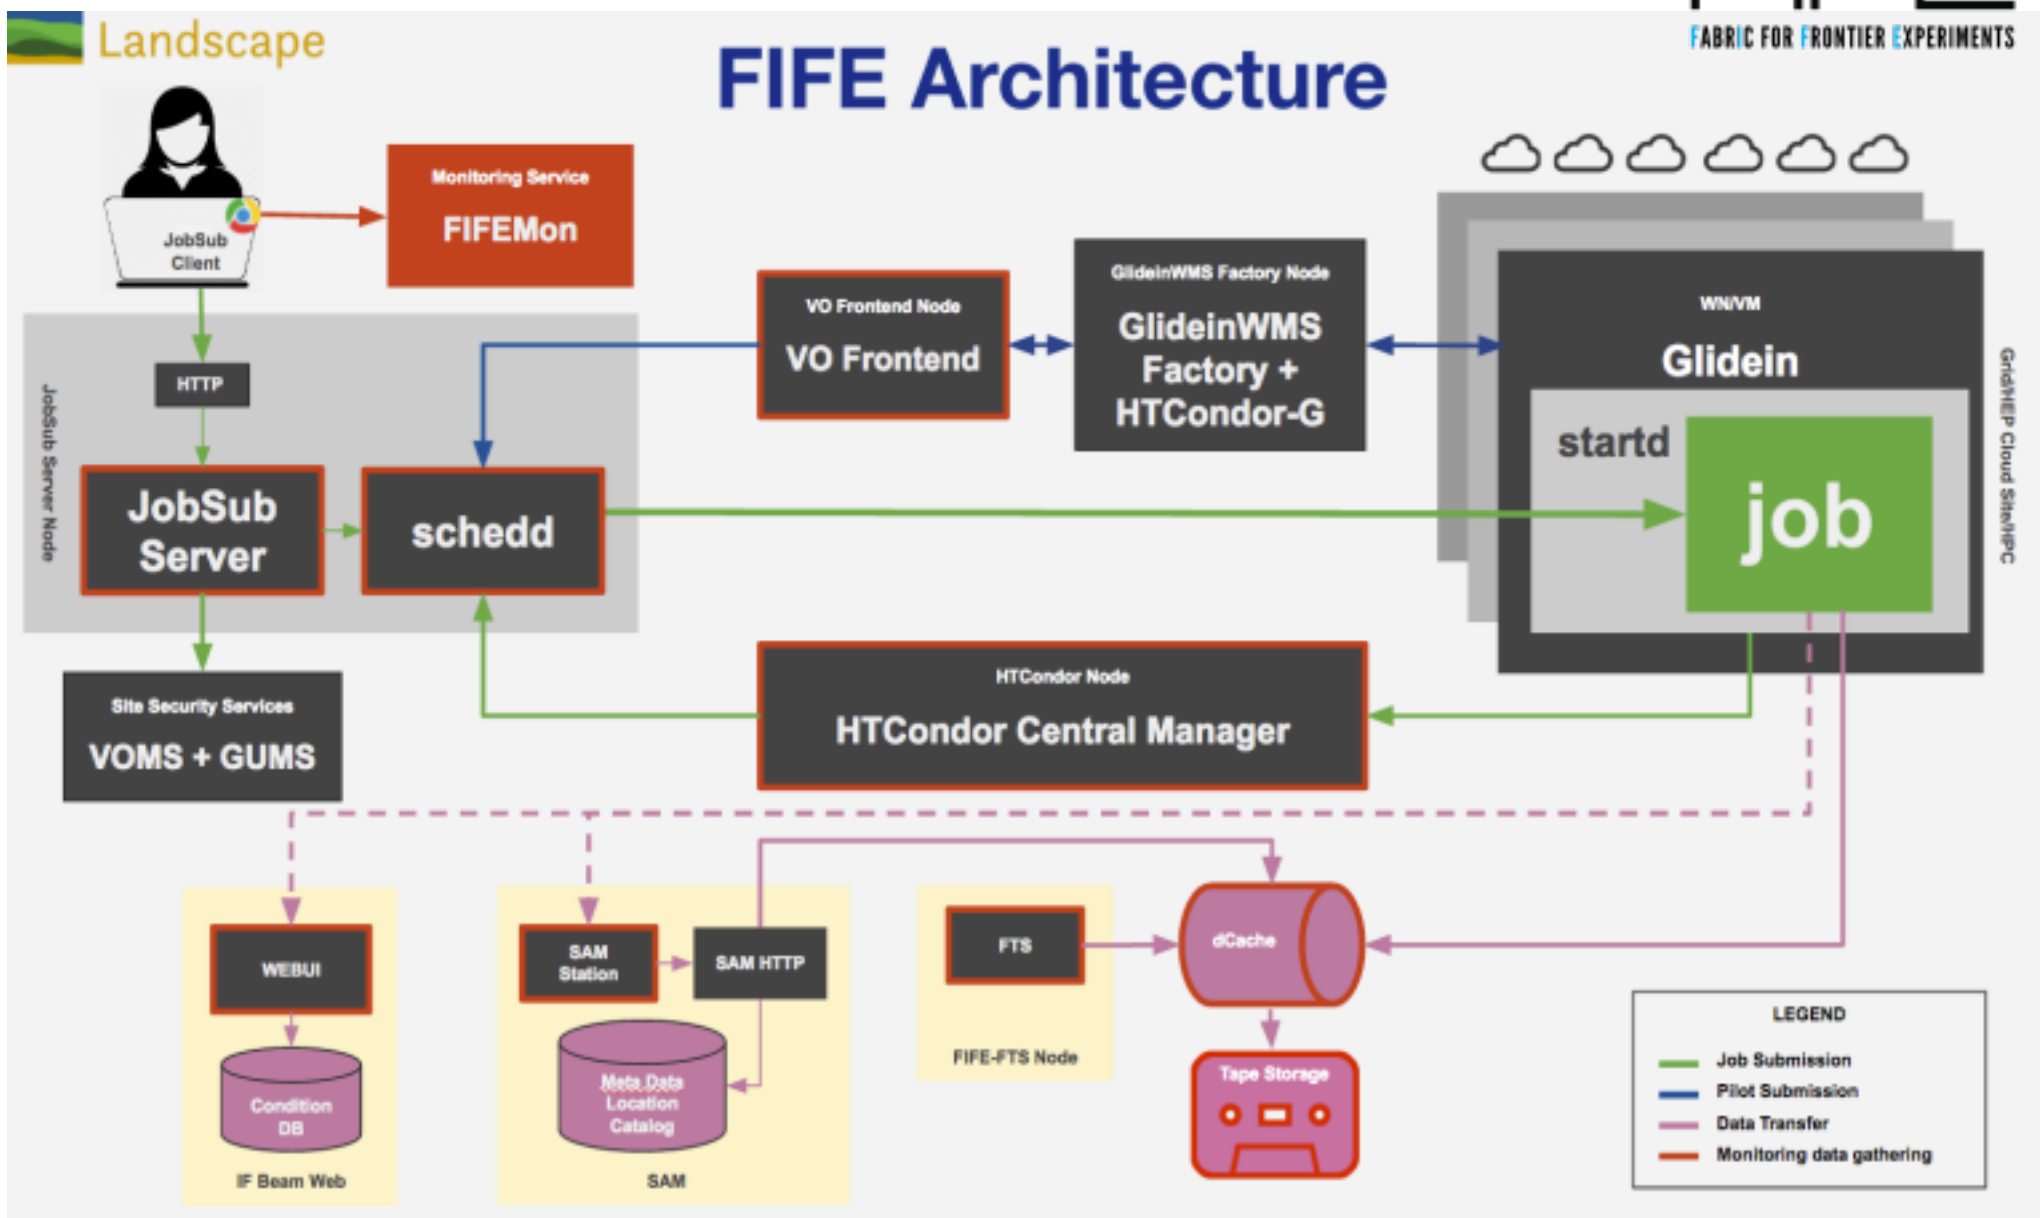 Landscape
FIFE Architecture
FABRIC FOR FRONTIER EXPERIMENTS
JobSub
Client
Monitoring Service
FIFEMon
JobSub Server Node
HTTP
JobSub
Server
schedd
Site Security Services
VOMS + GUMS
VO Frontend Node
VO Frontend
GlideinWMS Factory Node
GlideinWMS
Factory +
HTCondor-G
WN/VM
Glidein
startd
job
Grid/HEP Cloud Site/HPC
HTCondor Node
HTCondor Central Manager
WEBUI
Condition
DB
IF Beam Web
SAM
Station
SAM HTTP
Meta Data
Location
Catalog
SAM
FTS
FIFE-FTS Node
dCache
Tape Storage
LEGEND
Job Submission
Pilot Submission
Data Transfer
Monitoring data gathering